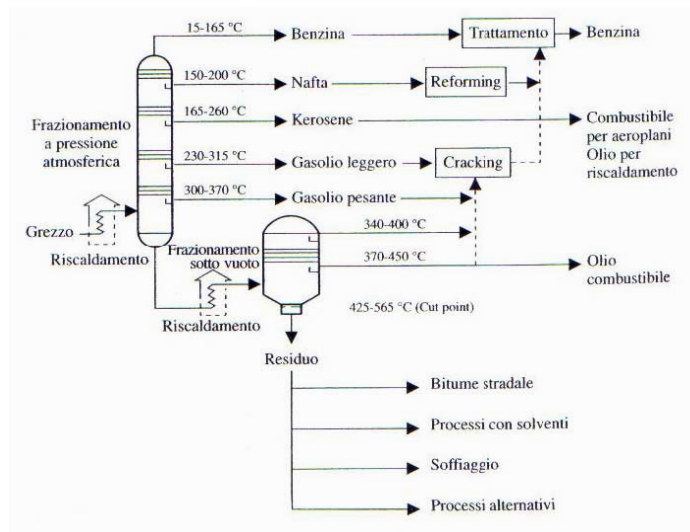 15-165 °C
Benzina
Trattamento
Benzina
150-200 °C
Nafta
Reforming
165-260 °C
Kerosene
Combustibile
per aeroplani
Olio per
riscaldamento
Frazionamento
a pressione
atmosferica
230-315 °C
Gasolio leggero
Cracking
300-370 °C
Gasolio pesante
Grezzo
Riscaldamento
340-400 °C
Frazionamento
sotto vuoto
370-450 °C
Olio
combustibile
Riscaldamento
425-565 °C (Cut point)
Residuo
Bitume stradale
Processi con solventi
Soffiaggio
Processi alternativi